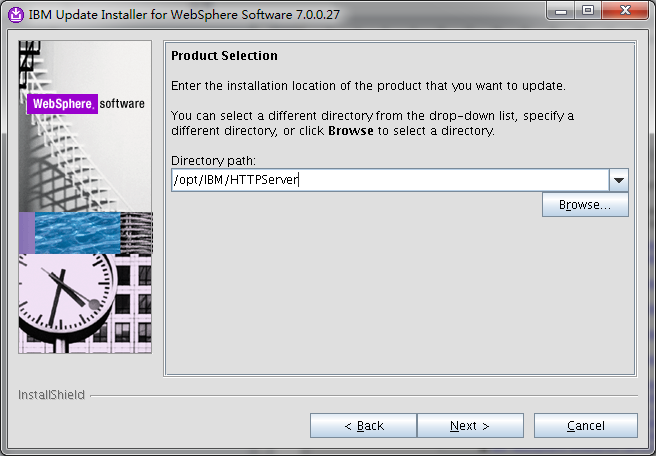 IBM Update Installer for WebSphere Software 7.0.0.27
WebSphere. software
Product Selection
Enter the installation location of the product that you want to update.
You can select a different directory from the drop-down list, specify a
different directory, or click Browse to select a directory.
Directory path:
/opt/IBM/HTTPServer
Browse...
InstallShield
< Back
Next >
Cancel